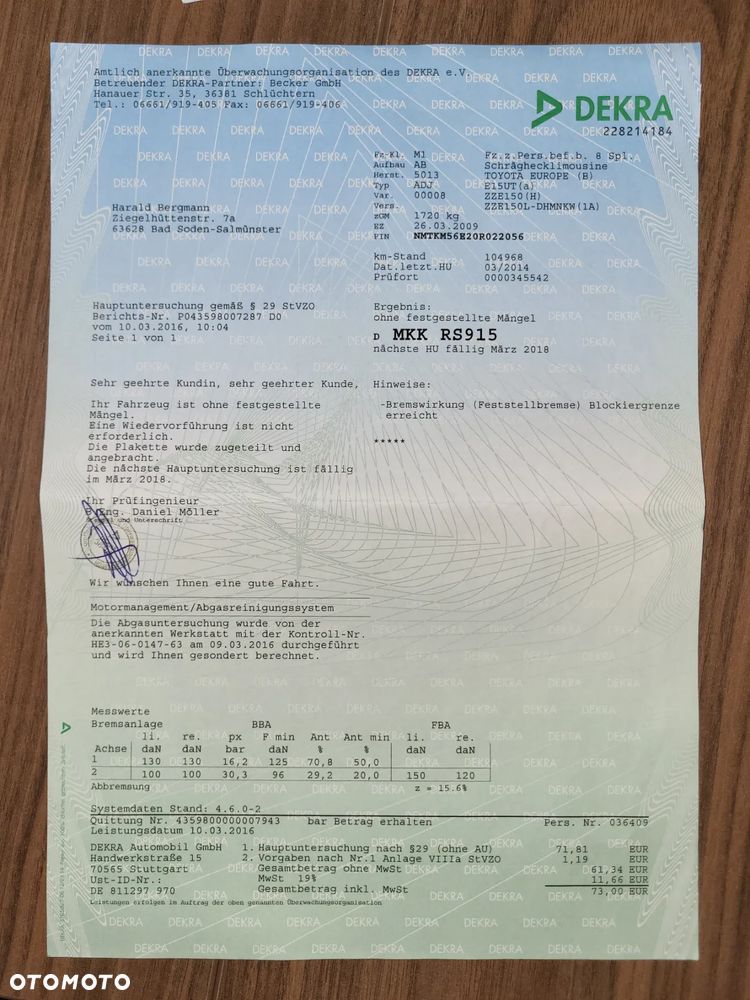 Amtlich anerkannte Überwachungsorganisation des DEKRA e.V.
Betreuender DEKRA-Partner: Becker GmbH
Hanauer Str. 35, 36381 Schlüchtern
Tel.: 06661/919-405 Fax: 06661/919-406
DEKRA
228214184
Fz-Kl. M1 Fz.z.Pers.bef.b. 8 Spl.
Aufbau AB Schräghecklimousine
Herst. 5013 TOYOTA EUROPE (B)
Typ ADJ E15UT(a)
Var. 00008 ZZE150(H)
Vers. ZZE150L-DHMNKW(1A)
zGM 1720 kg
EZ 26.03.2009
FIN NMTKM56E20R022056
Harald Bergmann
Ziegelhüttenstr. 7a
63628 Bad Soden-Salmünster
km-Stand 104968
Dat.letzt.HU 03/2014
Prüfort 0000345542
Hauptuntersuchung gemäß § 29 StVZO
Berichts-Nr. P043598007287 D0
vom 10.03.2016, 10:04
Seite 1 von 1
Ergebnis:
ohne festgestellte Mängel
D MKK RS915
nächste HU fällig März 2018
Sehr geehrte Kundin, sehr geehrter Kunde,
Ihr Fahrzeug ist ohne festgestellte
Mängel.
Eine Wiedervorführung ist nicht
erforderlich.
Die Plakette wurde zugeteilt und
angebracht.
Die nächste Hauptuntersuchung ist fällig
im März 2018.
Hinweise:
-Bremswirkung (Feststellbremse) Blockiergrenze
erreicht
*****
Ihr Prüfingenieur
B.Eng. Daniel Möller
Stempel und Unterschrift
Wir wünschen Ihnen eine gute Fahrt.
Motormanagement/Abgasreinigungssystem
Die Abgasuntersuchung wurde von der
anerkannten Werkstatt mit der Kontroll-Nr.
HE3-06-0147-63 am 09.03.2016 durchgeführt
und wird Ihnen gesondert berechnet.
Messwerte
Bremsanlage BBA FBA
li. re. px F min Ant Ant min li. re.
Achse daN daN bar daN % % daN daN
1 130 130 16,2 125 70,8 50,0
2 100 100 30,3 96 29,2 20,0 150 120
Abbremsung z = 15.6%
Systemdaten Stand: 4.6.0-2
Quittung Nr. 4359800000007943 bar Betrag erhalten Pers. Nr. 036409
Leistungsdatum 10.03.2016
DEKRA Automobil GmbH 1. Hauptuntersuchung nach §29 (ohne AU) 71,81 EUR
Handwerkstraße 15 2. Vorgaben nach Nr.1 Anlage VIIIa StVZO 1,19 EUR
70565 Stuttgart Gesamtbetrag ohne MwSt 61,34 EUR
Ust-ID-Nr.: MwSt 19% 11,66 EUR
DE 811297 970 Gesamtbetrag inkl. MwSt 73,00 EUR
Leistungen erfolgen im Auftrag der oben genannten Überwachungsorganisation
OTOMOTO